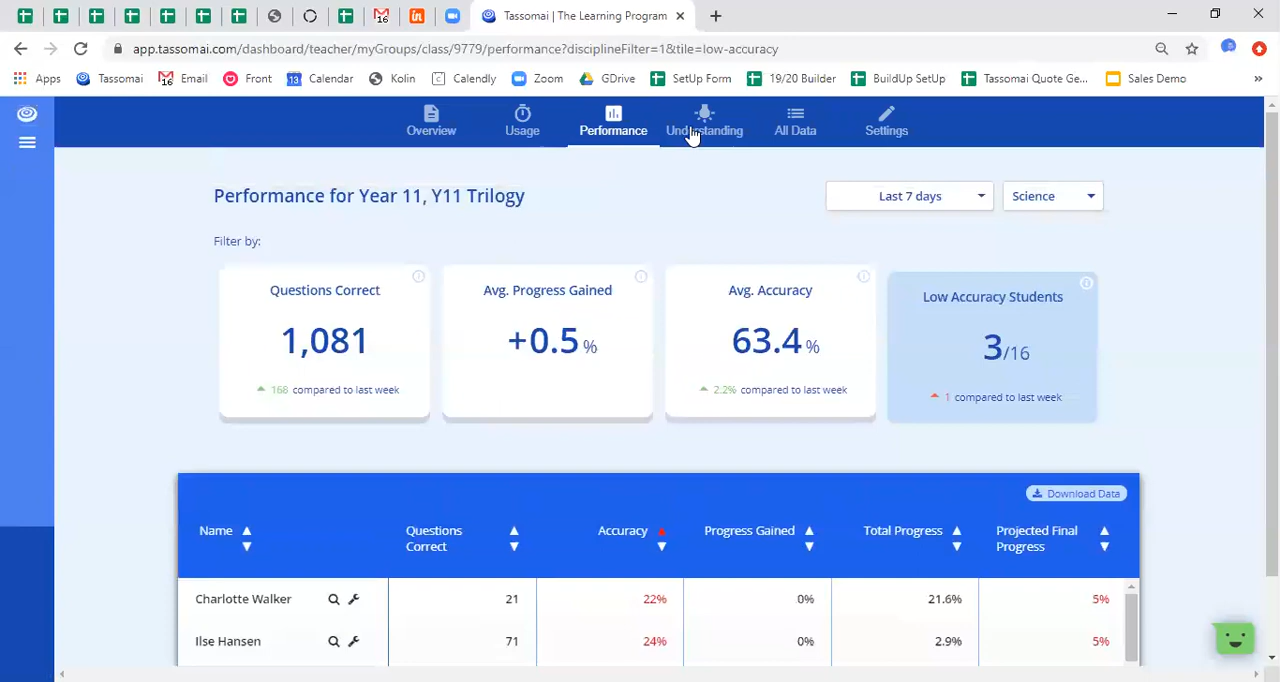 16
Tassomai | The Learning Program
app.tassomai.com/dashboard/teacher/myGroups/class/9779/performance?disciplineFilter=1&tile=low-accuracy
Apps Tassomai 16 Email Front 13 Calendar Kolin C Calendly Zoom GDrive SetUp Form 19/20 Builder BuildUp SetUp Tassomai Quote Ge... Sales Demo »
Overview Usage Performance Understanding All Data Settings
Performance for Year 11, Y11 Trilogy
Last 7 days Science
Filter by:
Questions Correct Avg. Progress Gained Avg. Accuracy Low Accuracy Students
1,081 +0.5 % 63.4 % 3/16
168 compared to last week 2.2% compared to last week 1 compared to last week
Download Data
Name Questions Correct Accuracy Progress Gained Total Progress Projected Final Progress
Charlotte Walker 21 22% 0% 21.6% 5%
Ilse Hansen 71 24% 0% 2.9% 5%